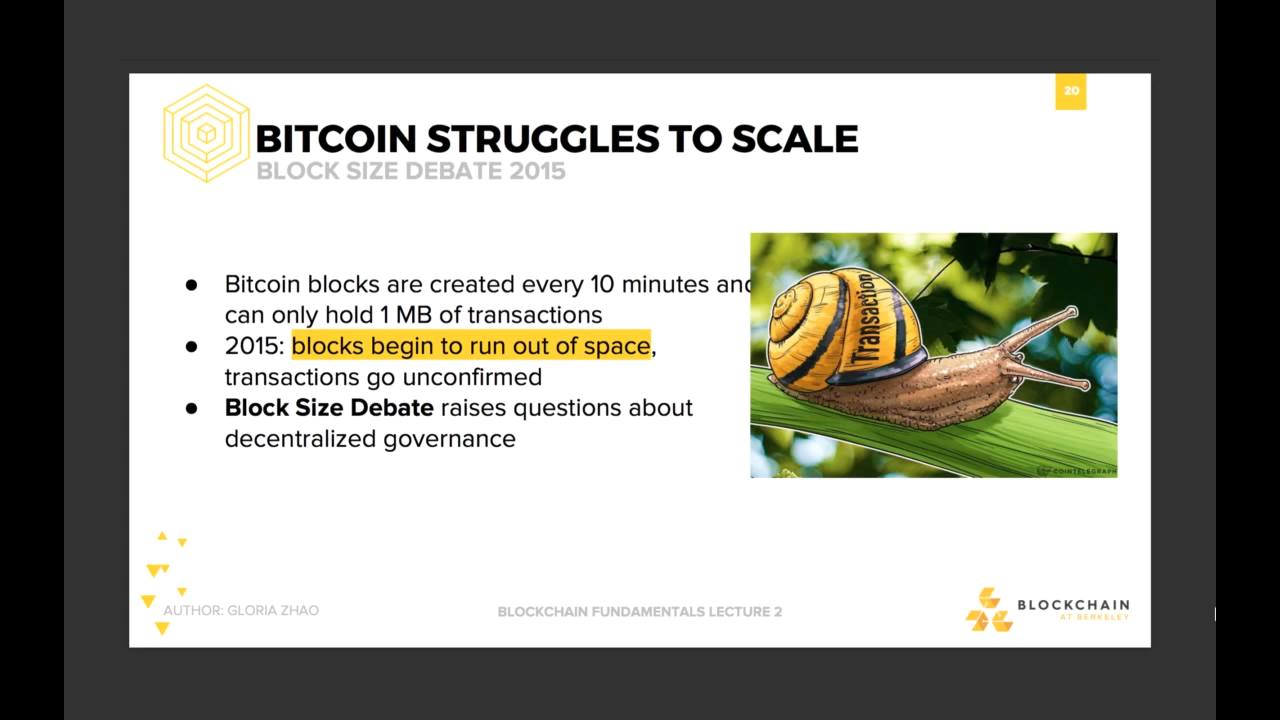 20
BITCOIN STRUGGLES TO SCALE
BLOCK SIZE DEBATE 2015
● Bitcoin blocks are created every 10 minutes and
can only hold 1 MB of transactions
● 2015: blocks begin to run out of space,
transactions go unconfirmed
● Block Size Debate raises questions about
decentralized governance
Transaction
COINTELEGRAPH
AUTHOR: GLORIA ZHAO
BLOCKCHAIN FUNDAMENTALS LECTURE 2
BLOCKCHAIN
AT BERKELEY